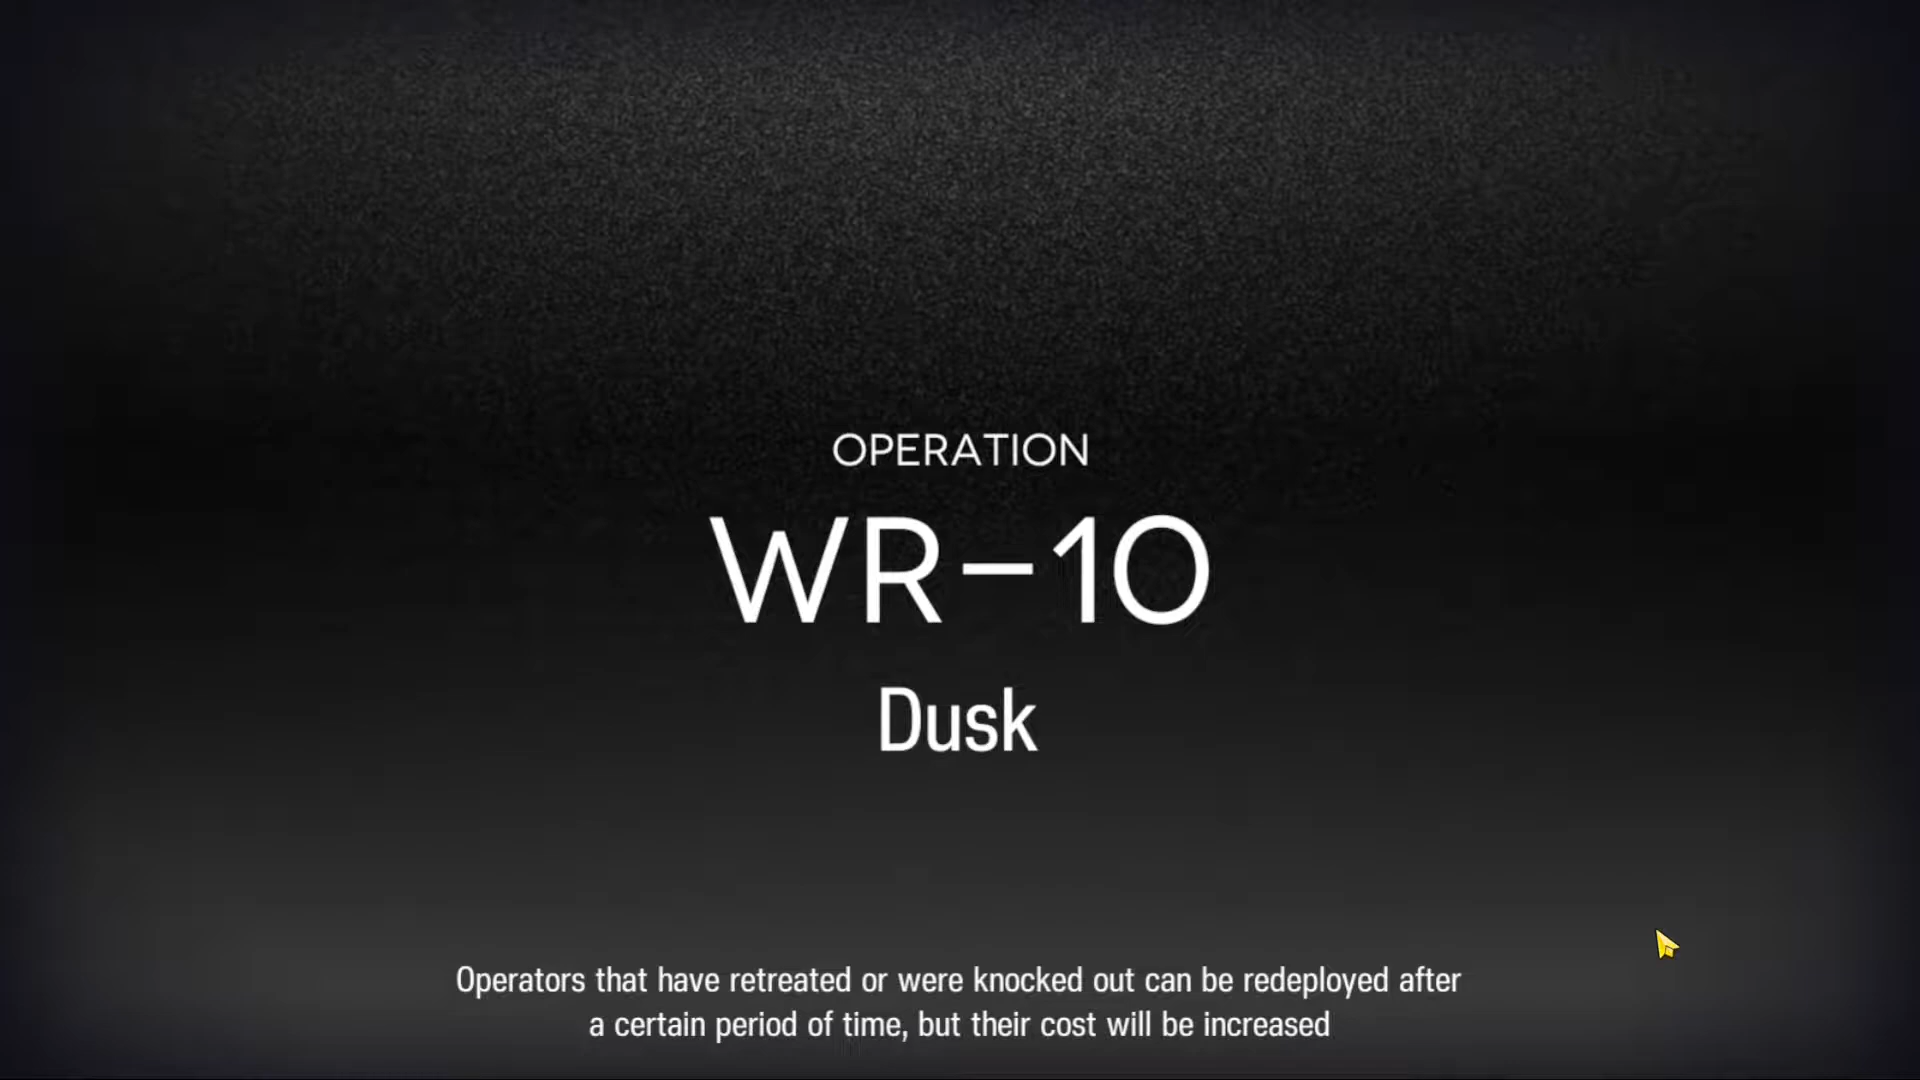 OPERATION
WR-10
Dusk
Operators that have retreated or were knocked out can be redeployed after
a certain period of time, but their cost will be increased